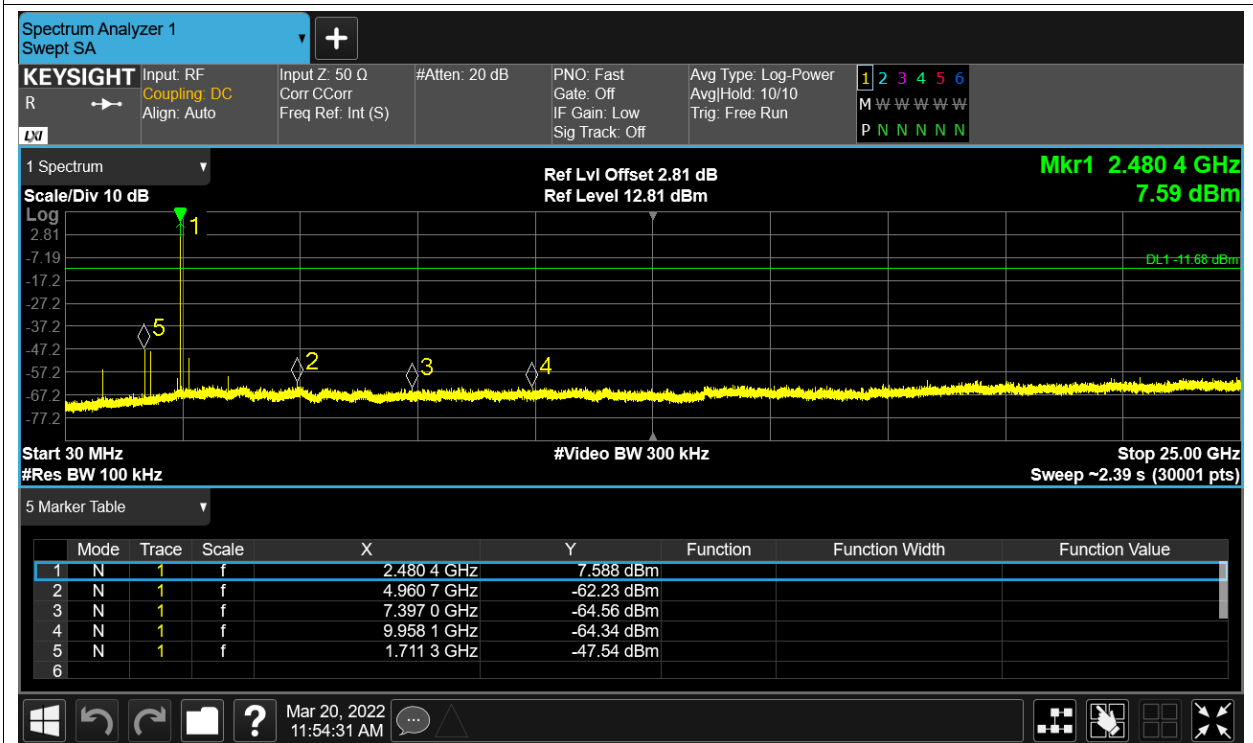 Spectrum Analyzer 1
Swept SA
+
KEYSIGHT
R
LXI
Input: RF
Coupling: DC
Align: Auto
Input Z: 50 Ω
Corr CCorr
Freq Ref: Int (S)
#Atten: 20 dB
PNO: Fast
Gate: Off
IF Gain: Low
Sig Track: Off
Avg Type: Log-Power
Avg|Hold: 10/10
Trig: Free Run
1 2 3 4 5 6
M W W W W W
P N N N N N
1 Spectrum
Scale/Div 10 dB
Ref Lvl Offset 2.81 dB
Ref Level 12.81 dBm
Mkr1 2.480 4 GHz
7.59 dBm
Log
2.81
-7.19
-17.2
-27.2
-37.2
-47.2
-57.2
-67.2
-77.2
1
DL1 -11.68 dBm
5
2
3
4
Start 30 MHz
#Video BW 300 kHz
Stop 25.00 GHz
#Res BW 100 kHz
Sweep ~2.39 s (30001 pts)
5 Marker Table
Mode Trace Scale X Y Function Function Width Function Value
1 N 1 f 2.480 4 GHz 7.588 dBm
2 N 1 f 4.960 7 GHz -62.23 dBm
3 N 1 f 7.397 0 GHz -64.56 dBm
4 N 1 f 9.958 1 GHz -64.34 dBm
5 N 1 f 1.711 3 GHz -47.54 dBm
6
?
Mar 20, 2022
11:54:31 AM